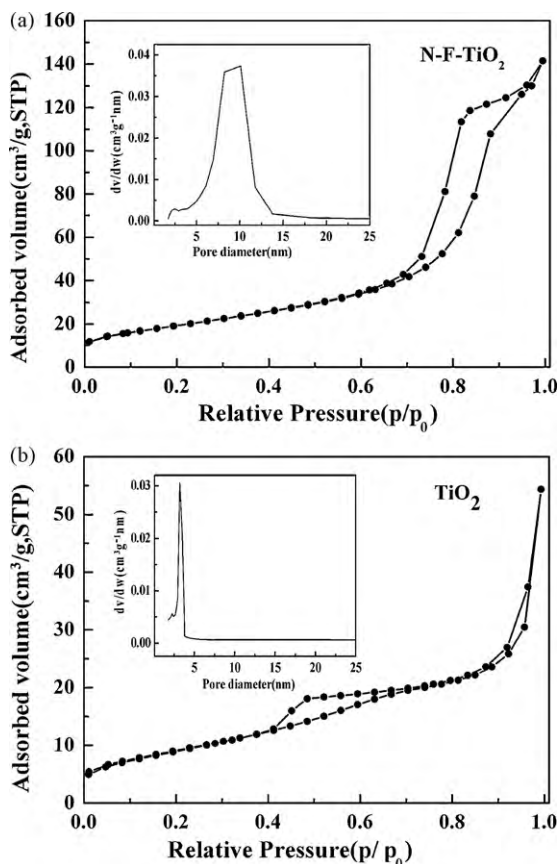 (a)
160
140
120
100
80
60
40
20
0
0.0 0.2 0.4 0.6 0.8 1.0
Adsorbed volume(cm³/g,STP)
Relative Pressure(p/p₀)
N-F-TiO₂
0.04
0.03
0.02
0.01
0.00
5 10 15 20 25
dv/dw(cm³g⁻¹nm)
Pore diameter(nm)
(b)
60
50
40
30
20
10
0
0.0 0.2 0.4 0.6 0.8 1.0
Adsorbed volume(cm³/g,STP)
Relative Pressure(p/ p₀)
TiO₂
0.03
0.02
0.01
0.00
5 10 15 20 25
dv/dw(cm³g⁻¹nm)
Pore diameter(nm)